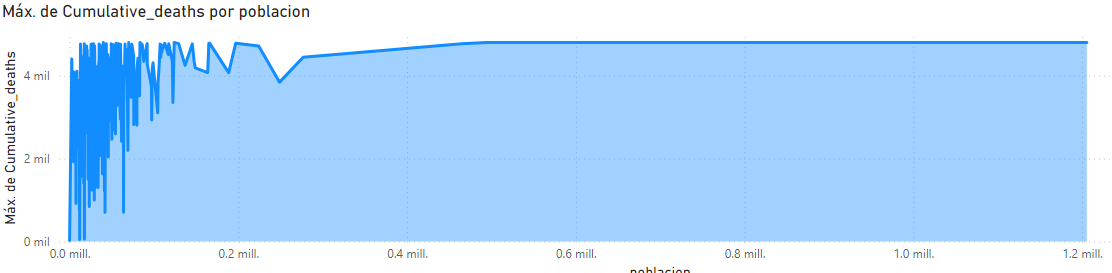 Máx. de Cumulative_deaths por poblacion
Máx. de Cumulative_deaths
4 mil
2 mil
0 mil
0.0 mill.
0.2 mill.
0.4 mill.
0.6 mill.
0.8 mill.
1.0 mill.
1.2 mill.
poblacion